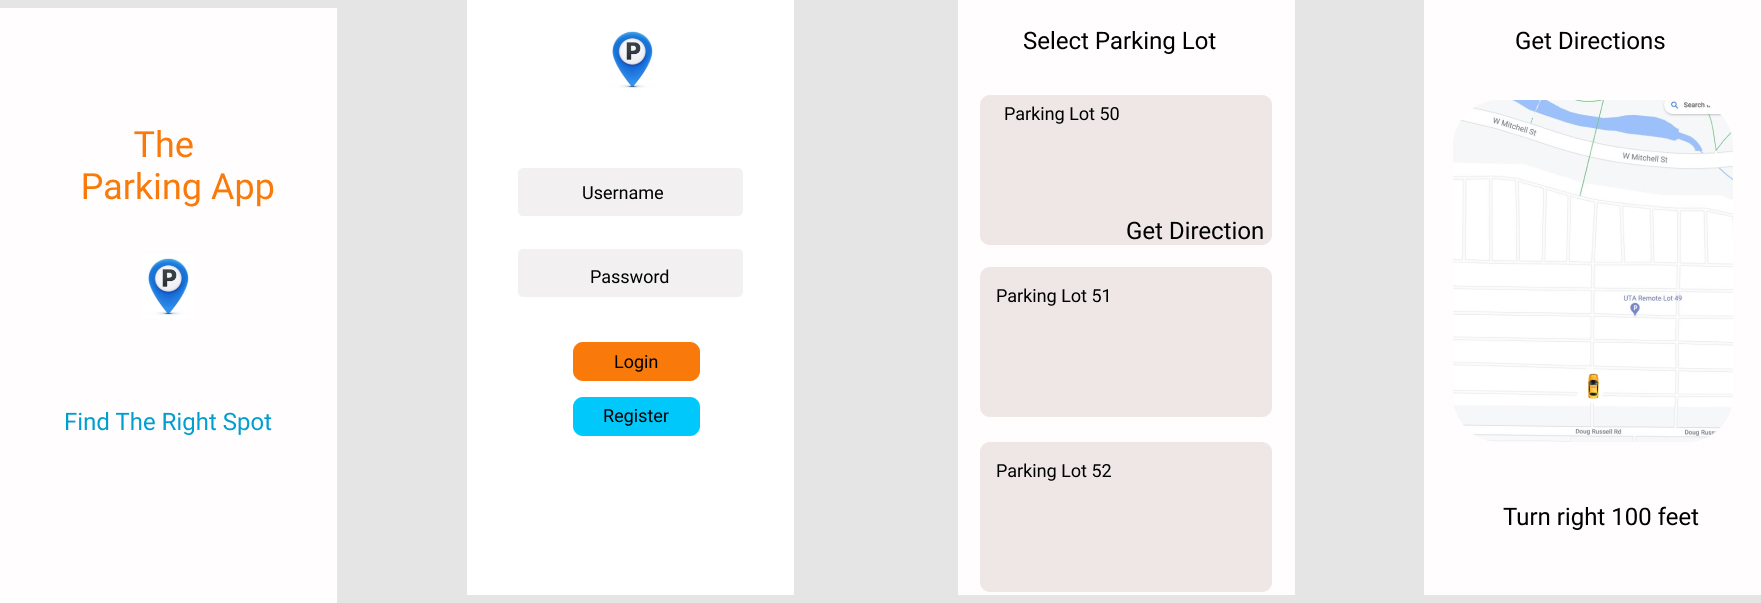 The
Parking App
P
Find The Right Spot
P
Username
Password
Login
Register
Select Parking Lot
Parking Lot 50
Get Direction
Parking Lot 51
Parking Lot 52
Get Directions
Search
W Mitchell St
W Mitchell St
UTA Remote Lot 49
P
Doug Russell Rd
Doug Russ
Turn right 100 feet